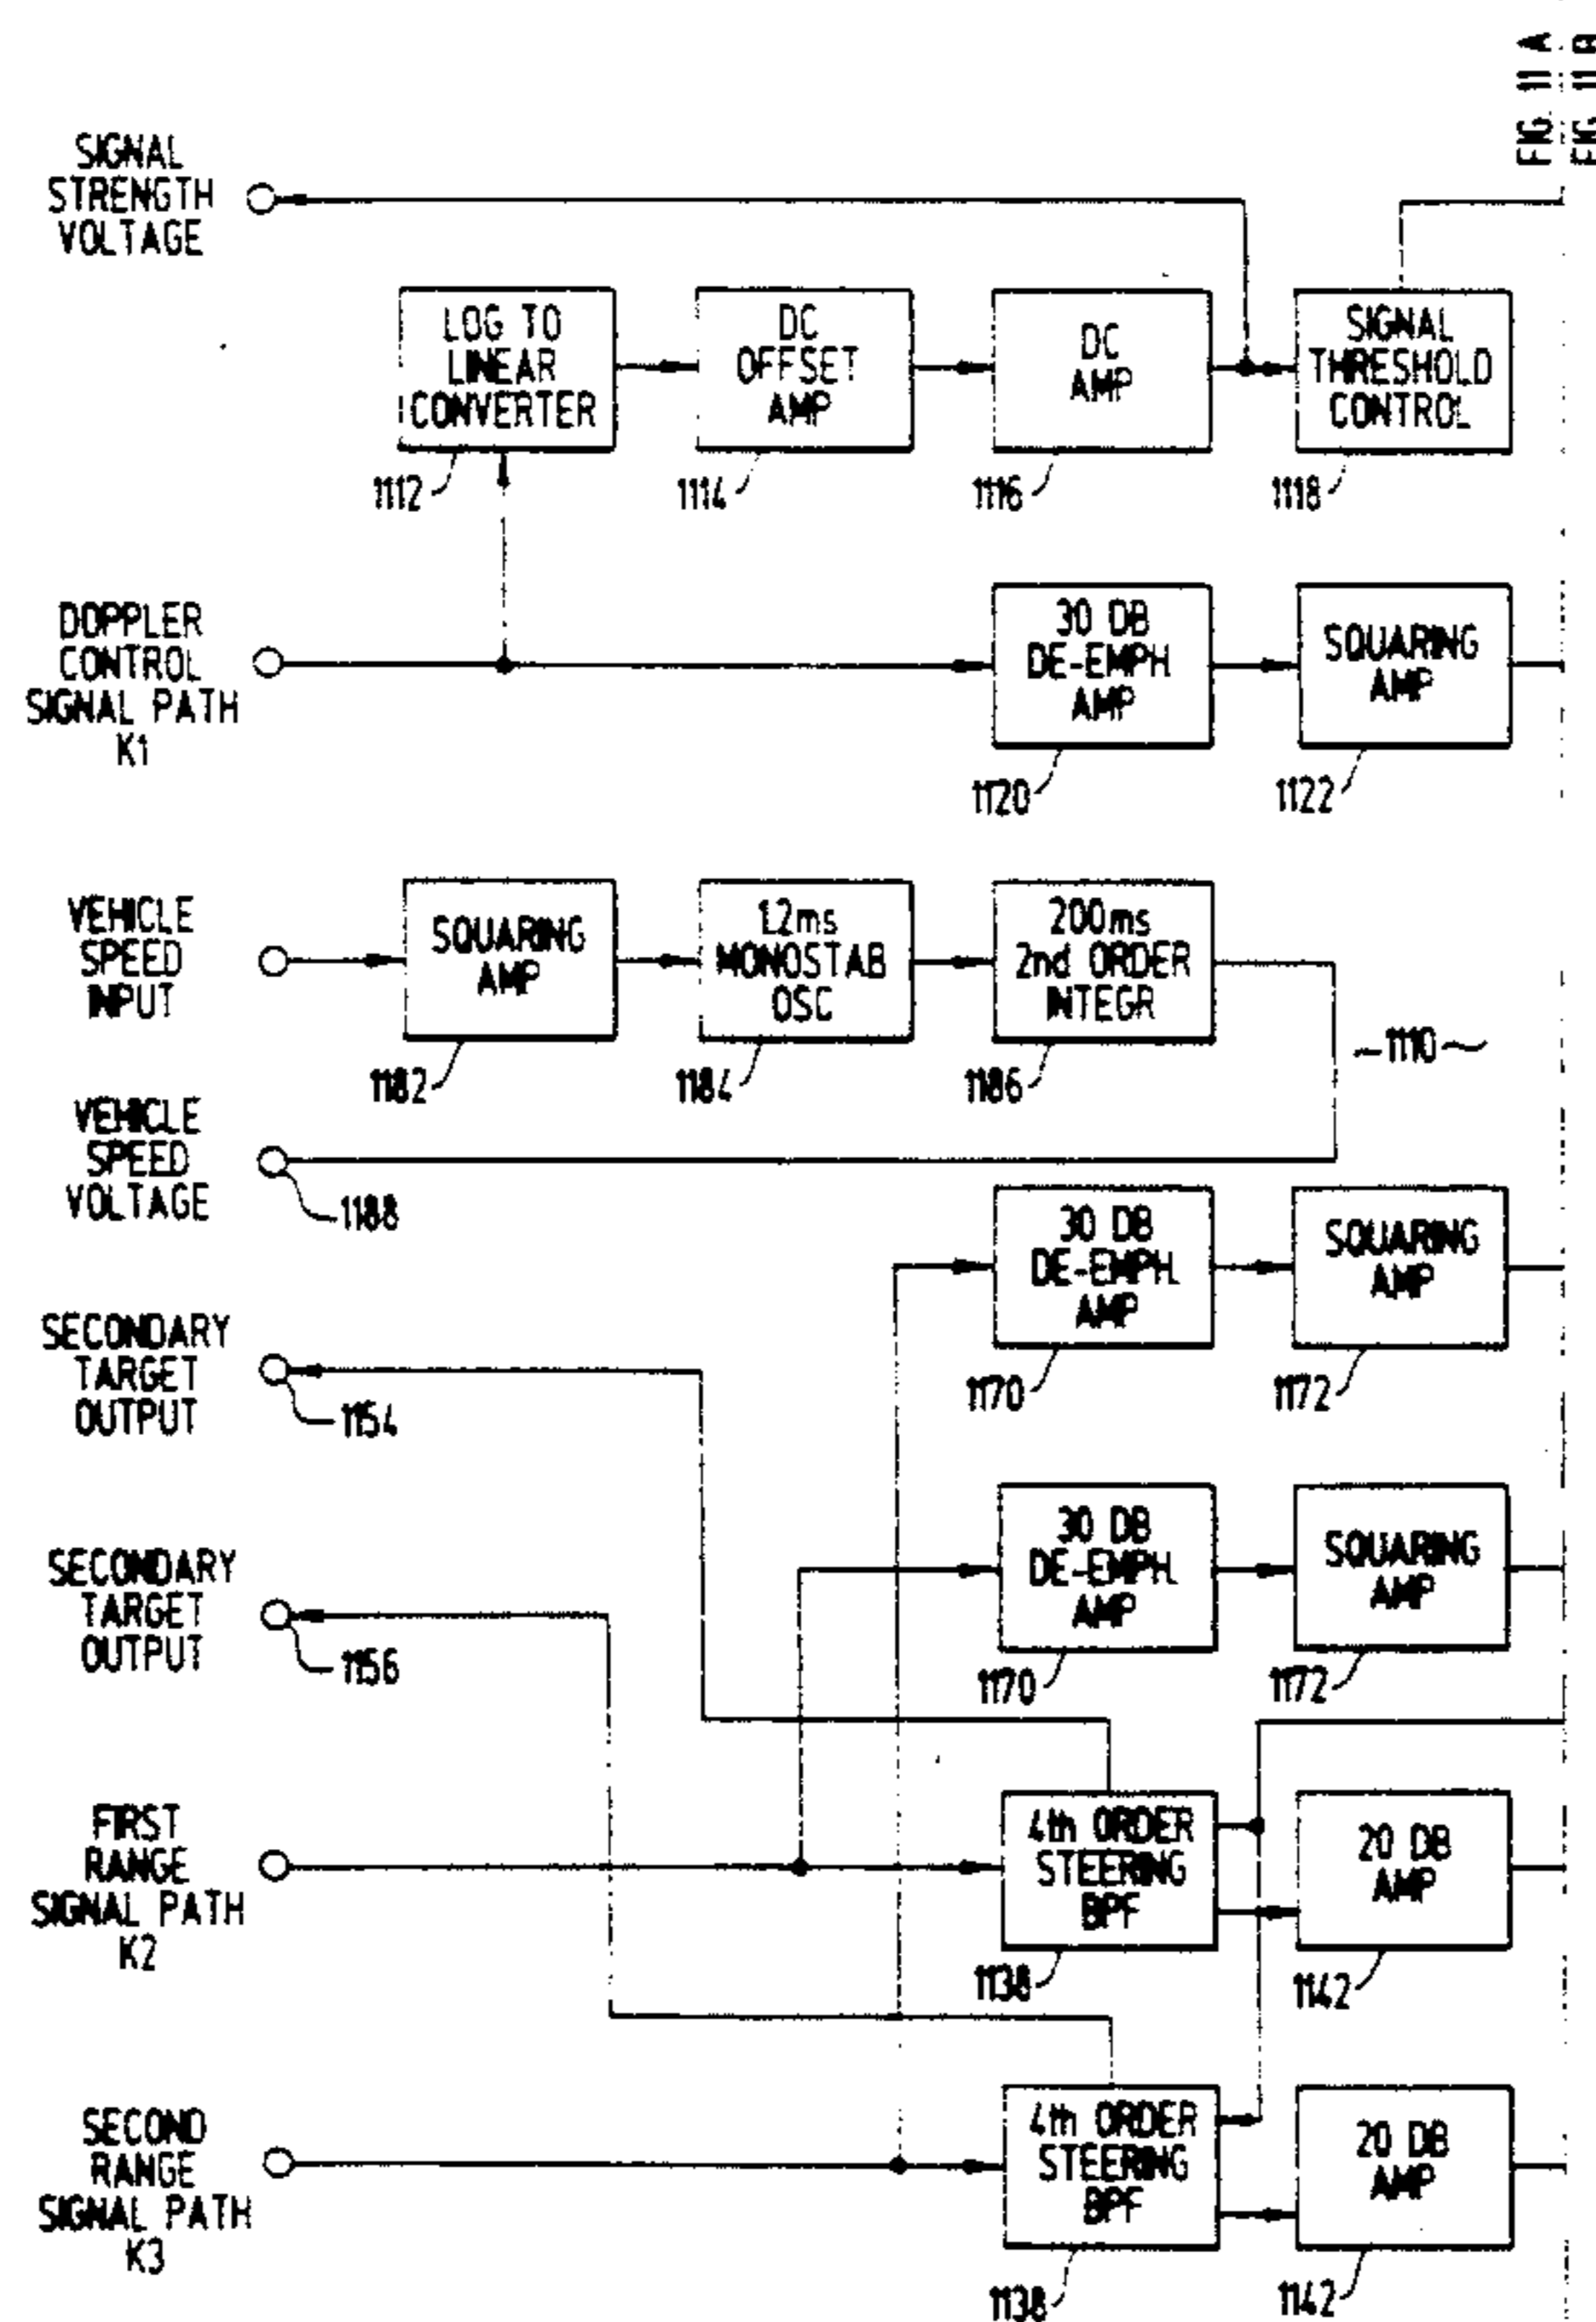 FIG. 11 A
FIG. 11 B
SIGNAL
STRENGTH
VOLTAGE
LOG TO
LINEAR
CONVERTER
DC
OFFSET
AMP
DC
AMP
SIGNAL
THRESHOLD
CONTROL
1112
1114
1116
1118
DOPPLER
CONTROL
SIGNAL PATH
K1
30 DB
DE-EMPH
AMP
SQUARING
AMP
1120
1122
VEHICLE
SPEED
INPUT
SQUARING
AMP
1.2ms
MONOSTAB
OSC
200ms
2nd ORDER
INTEGR
1182
1184
1186
1110
VEHICLE
SPEED
VOLTAGE
1188
30 DB
DE-EMPH.
AMP
SQUARING
AMP
1170
1172
SECONDARY
TARGET
OUTPUT
1154
30 DB
DE-EMPH.
AMP
SQUARING
AMP
1170
1172
SECONDARY
TARGET
OUTPUT
1156
FIRST
RANGE
SIGNAL PATH
K2
4th ORDER
STEERING
BPF
20 DB
AMP
1138
1142
SECOND
RANGE
SIGNAL PATH
K3
4th ORDER
STEERING
BPF
20 DB
AMP
1138
1142